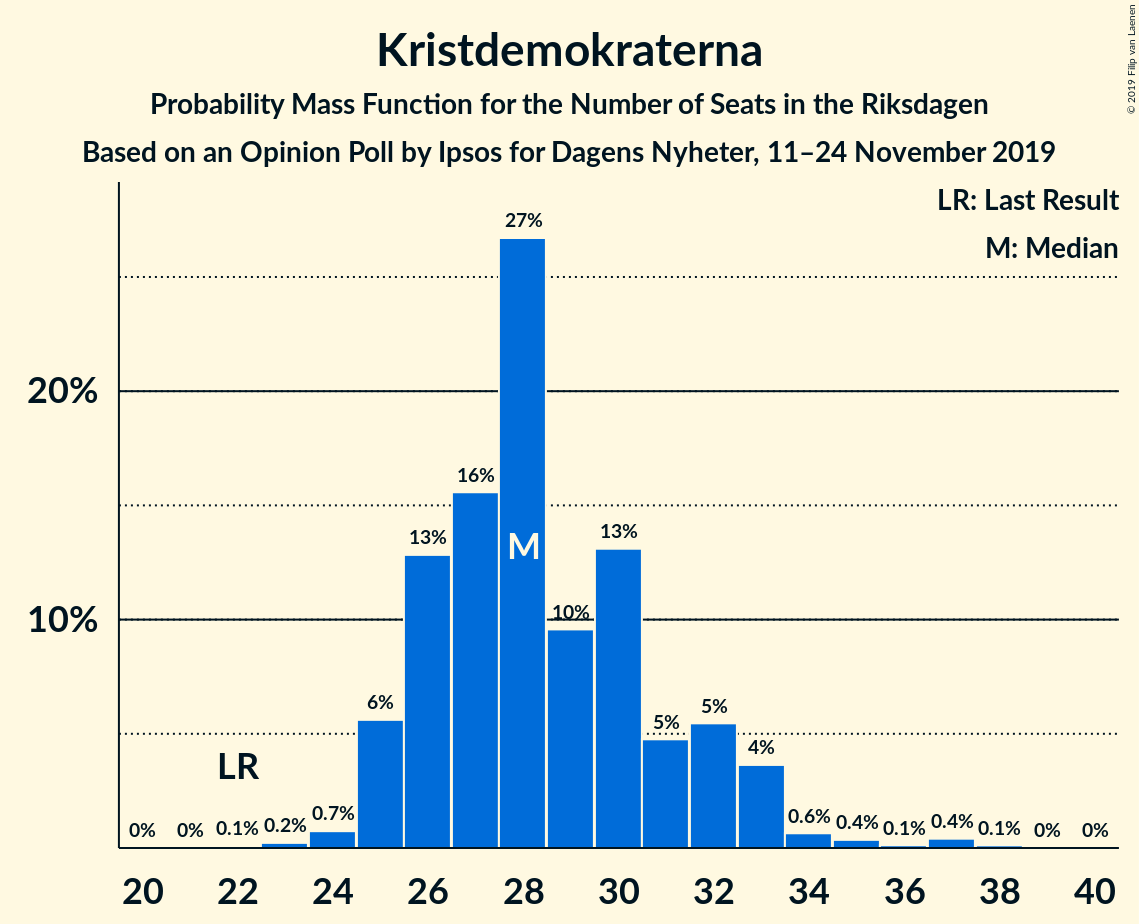 © 2019 Filip van Laenen
Kristdemokraterna
Probability Mass Function for the Number of Seats in the Riksdagen
Based on an Opinion Poll by Ipsos for Dagens Nyheter, 11–24 November 2019
LR: Last Result
M: Median
20%
10%
0%
0%
0.1%
0.2%
0.7%
6%
13%
16%
27%
10%
13%
5%
5%
4%
0.6%
0.4%
0.1%
0.4%
0.1%
0%
0%
LR
M
20 22 24 26 28 30 32 34 36 38 40